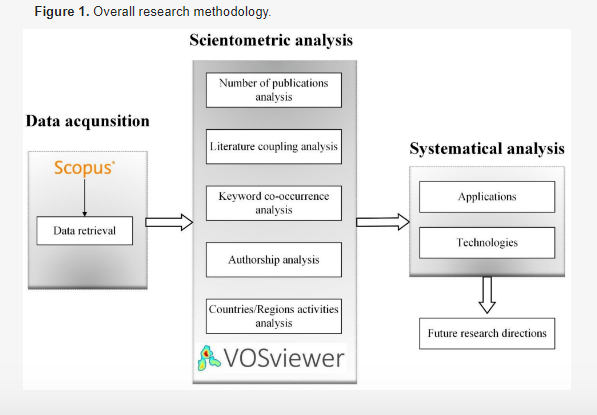 Figure 1. Overall research methodology.
Scientometric analysis
Number of publications
analysis
Literature coupling analysis
Keyword co-occurrence
analysis
Authorship analysis
Countries/Regions activities
analysis
VOSviewer
Data acqunsition
Scopus
Data retrieval
Systematical analysis
Applications
Technologies
Future research directions